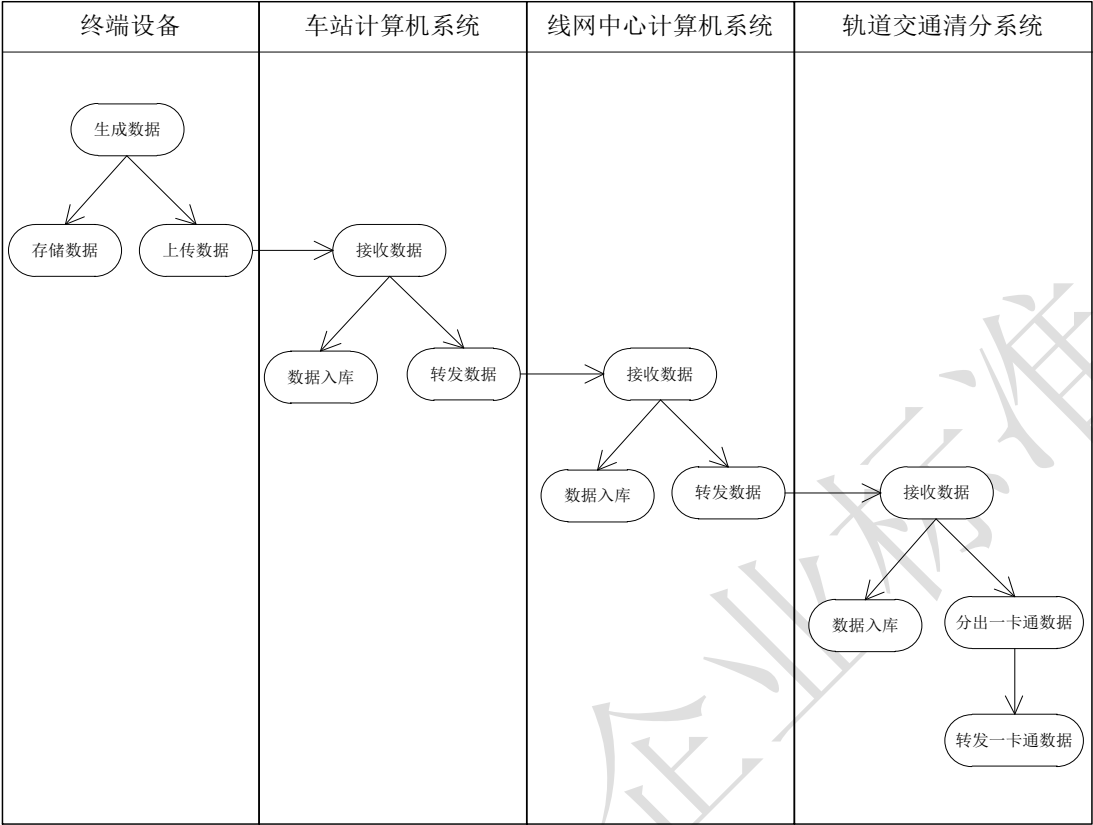 终端设备
车站计算机系统
线网中心计算机系统
轨道交通清分系统
生成数据
存储数据
上传数据
接收数据
数据入库
转发数据
接收数据
数据入库
转发数据
接收数据
数据入库
分出一卡通数据
转发一卡通数据
企业标准